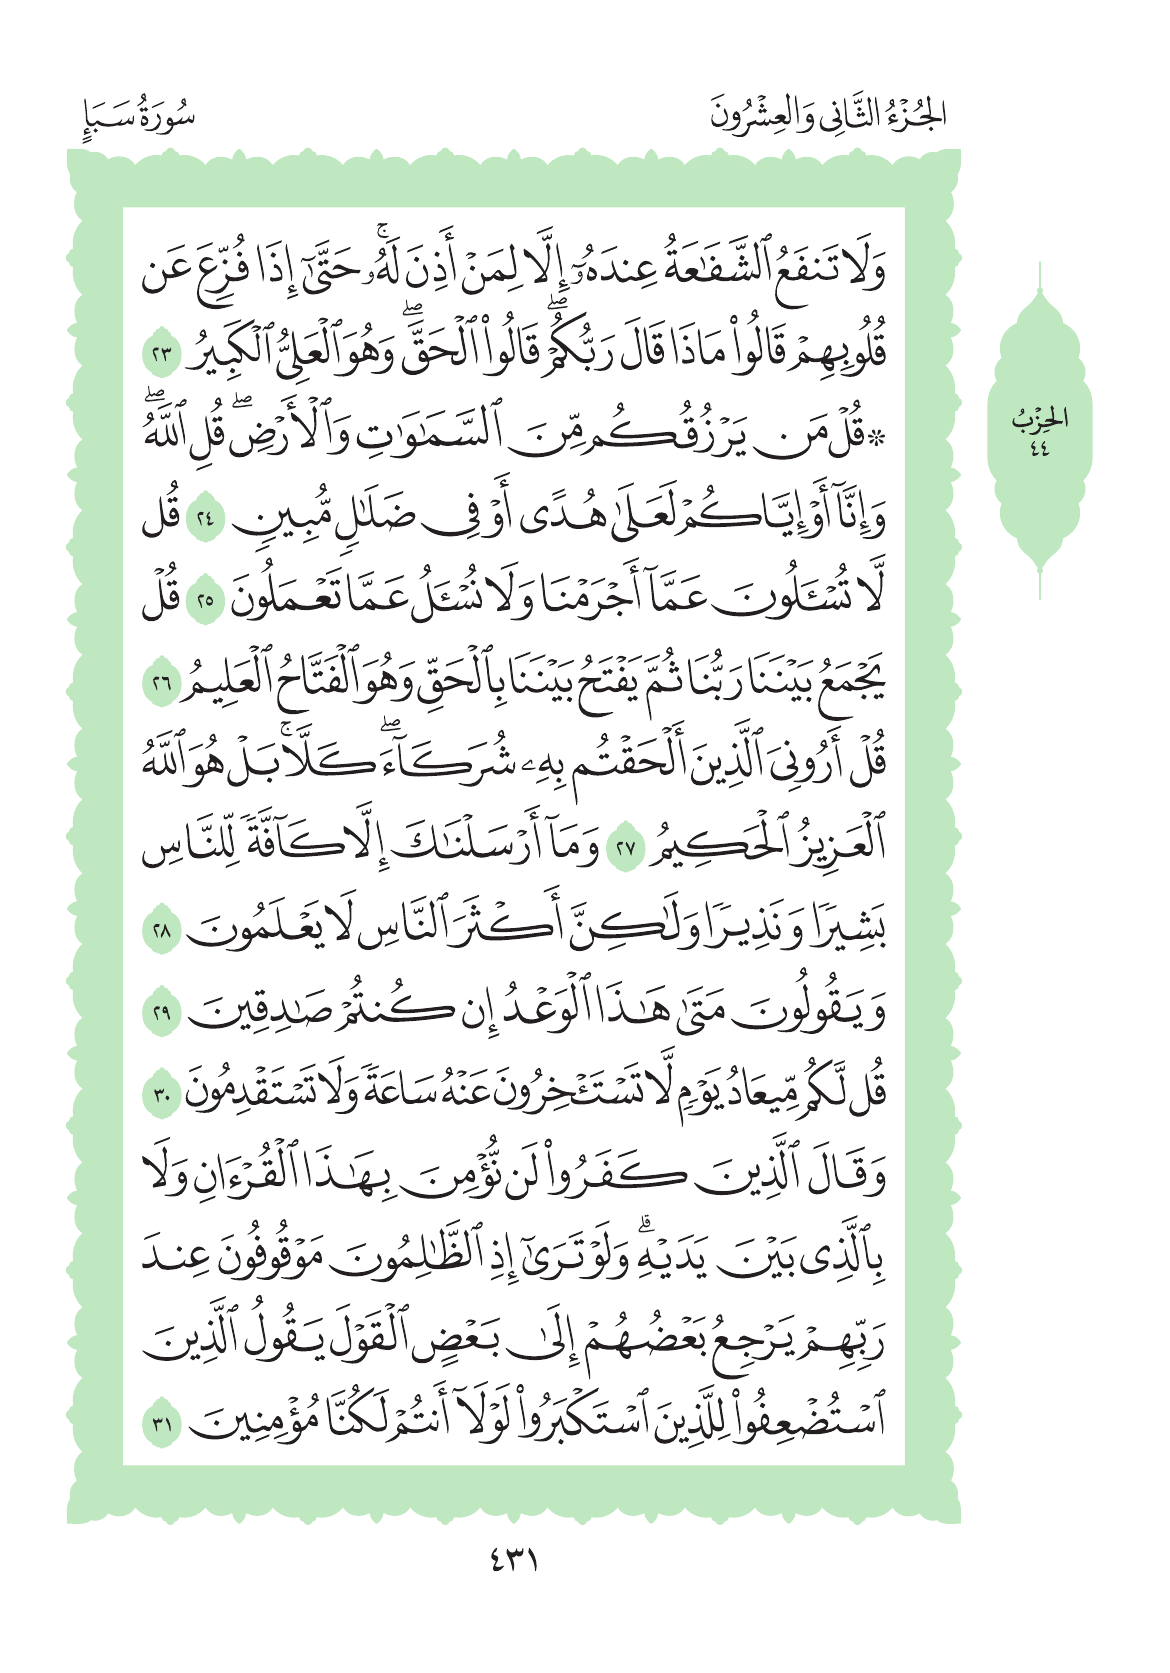 الجُزْءُ الثَّانِي وَالعِشْرُونَ
سُورَةُ سَبَإٍ
وَلَا تَنفَعُ ٱلشَّفَٰعَةُ عِندَهُۥٓ إِلَّا لِمَنۡ أَذِنَ لَهُۥۚ حَتَّىٰٓ إِذَا فُزِّعَ عَن
قُلُوبِهِمۡ قَالُواْ مَاذَا قَالَ رَبُّكُمۡۖ قَالُواْ ٱلۡحَقَّۖ وَهُوَ ٱلۡعَلِيُّ ٱلۡكَبِيرُ ٢٣
۞قُلۡ مَن يَرۡزُقُكُم مِّنَ ٱلسَّمَٰوَٰتِ وَٱلۡأَرۡضِۖ قُلِ ٱللَّهُۖ
وَإِنَّآ أَوۡ إِيَّاكُمۡ لَعَلَىٰ هُدًى أَوۡ فِي ضَلَٰلٖ مُّبِينٖ ٢٤ قُل
لَّا تُسۡـَٔلُونَ عَمَّآ أَجۡرَمۡنَا وَلَا نُسۡـَٔلُ عَمَّا تَعۡمَلُونَ ٢٥ قُلۡ
يَجۡمَعُ بَيۡنَنَا رَبُّنَا ثُمَّ يَفۡتَحُ بَيۡنَنَا بِٱلۡحَقِّ وَهُوَ ٱلۡفَتَّاحُ ٱلۡعَلِيمُ ٢٦
قُلۡ أَرُونِيَ ٱلَّذِينَ أَلۡحَقۡتُم بِهِۦ شُرَكَآءَۖ كَلَّاۚ بَلۡ هُوَ ٱللَّهُ
ٱلۡعَزِيزُ ٱلۡحَكِيمُ ٢٧ وَمَآ أَرۡسَلۡنَٰكَ إِلَّا كَآفَّةٗ لِّلنَّاسِ
بَشِيرٗا وَنَذِيرٗا وَلَٰكِنَّ أَكۡثَرَ ٱلنَّاسِ لَا يَعۡلَمُونَ ٢٨
وَيَقُولُونَ مَتَىٰ هَٰذَا ٱلۡوَعۡدُ إِن كُنتُمۡ صَٰدِقِينَ ٢٩
قُل لَّكُم مِّيعَادُ يَوۡمٖ لَّا تَسۡتَـٔۡخِرُونَ عَنۡهُ سَاعَةٗ وَلَا تَسۡتَقۡدِمُونَ ٣٠
وَقَالَ ٱلَّذِينَ كَفَرُواْ لَن نُّؤۡمِنَ بِهَٰذَا ٱلۡقُرۡءَانِ وَلَا
بِٱلَّذِي بَيۡنَ يَدَيۡهِۗ وَلَوۡ تَرَىٰٓ إِذِ ٱلظَّٰلِمُونَ مَوۡقُوفُونَ عِندَ
رَبِّهِمۡ يَرۡجِعُ بَعۡضُهُمۡ إِلَىٰ بَعۡضٍ ٱلۡقَوۡلَ يَقُولُ ٱلَّذِينَ
ٱسۡتُضۡعِفُواْ لِلَّذِينَ ٱسۡتَكۡبَرُواْ لَوۡلَآ أَنتُمۡ لَكُنَّا مُؤۡمِنِينَ ٣١
الحِزْبُ
٤٤
٤٣١